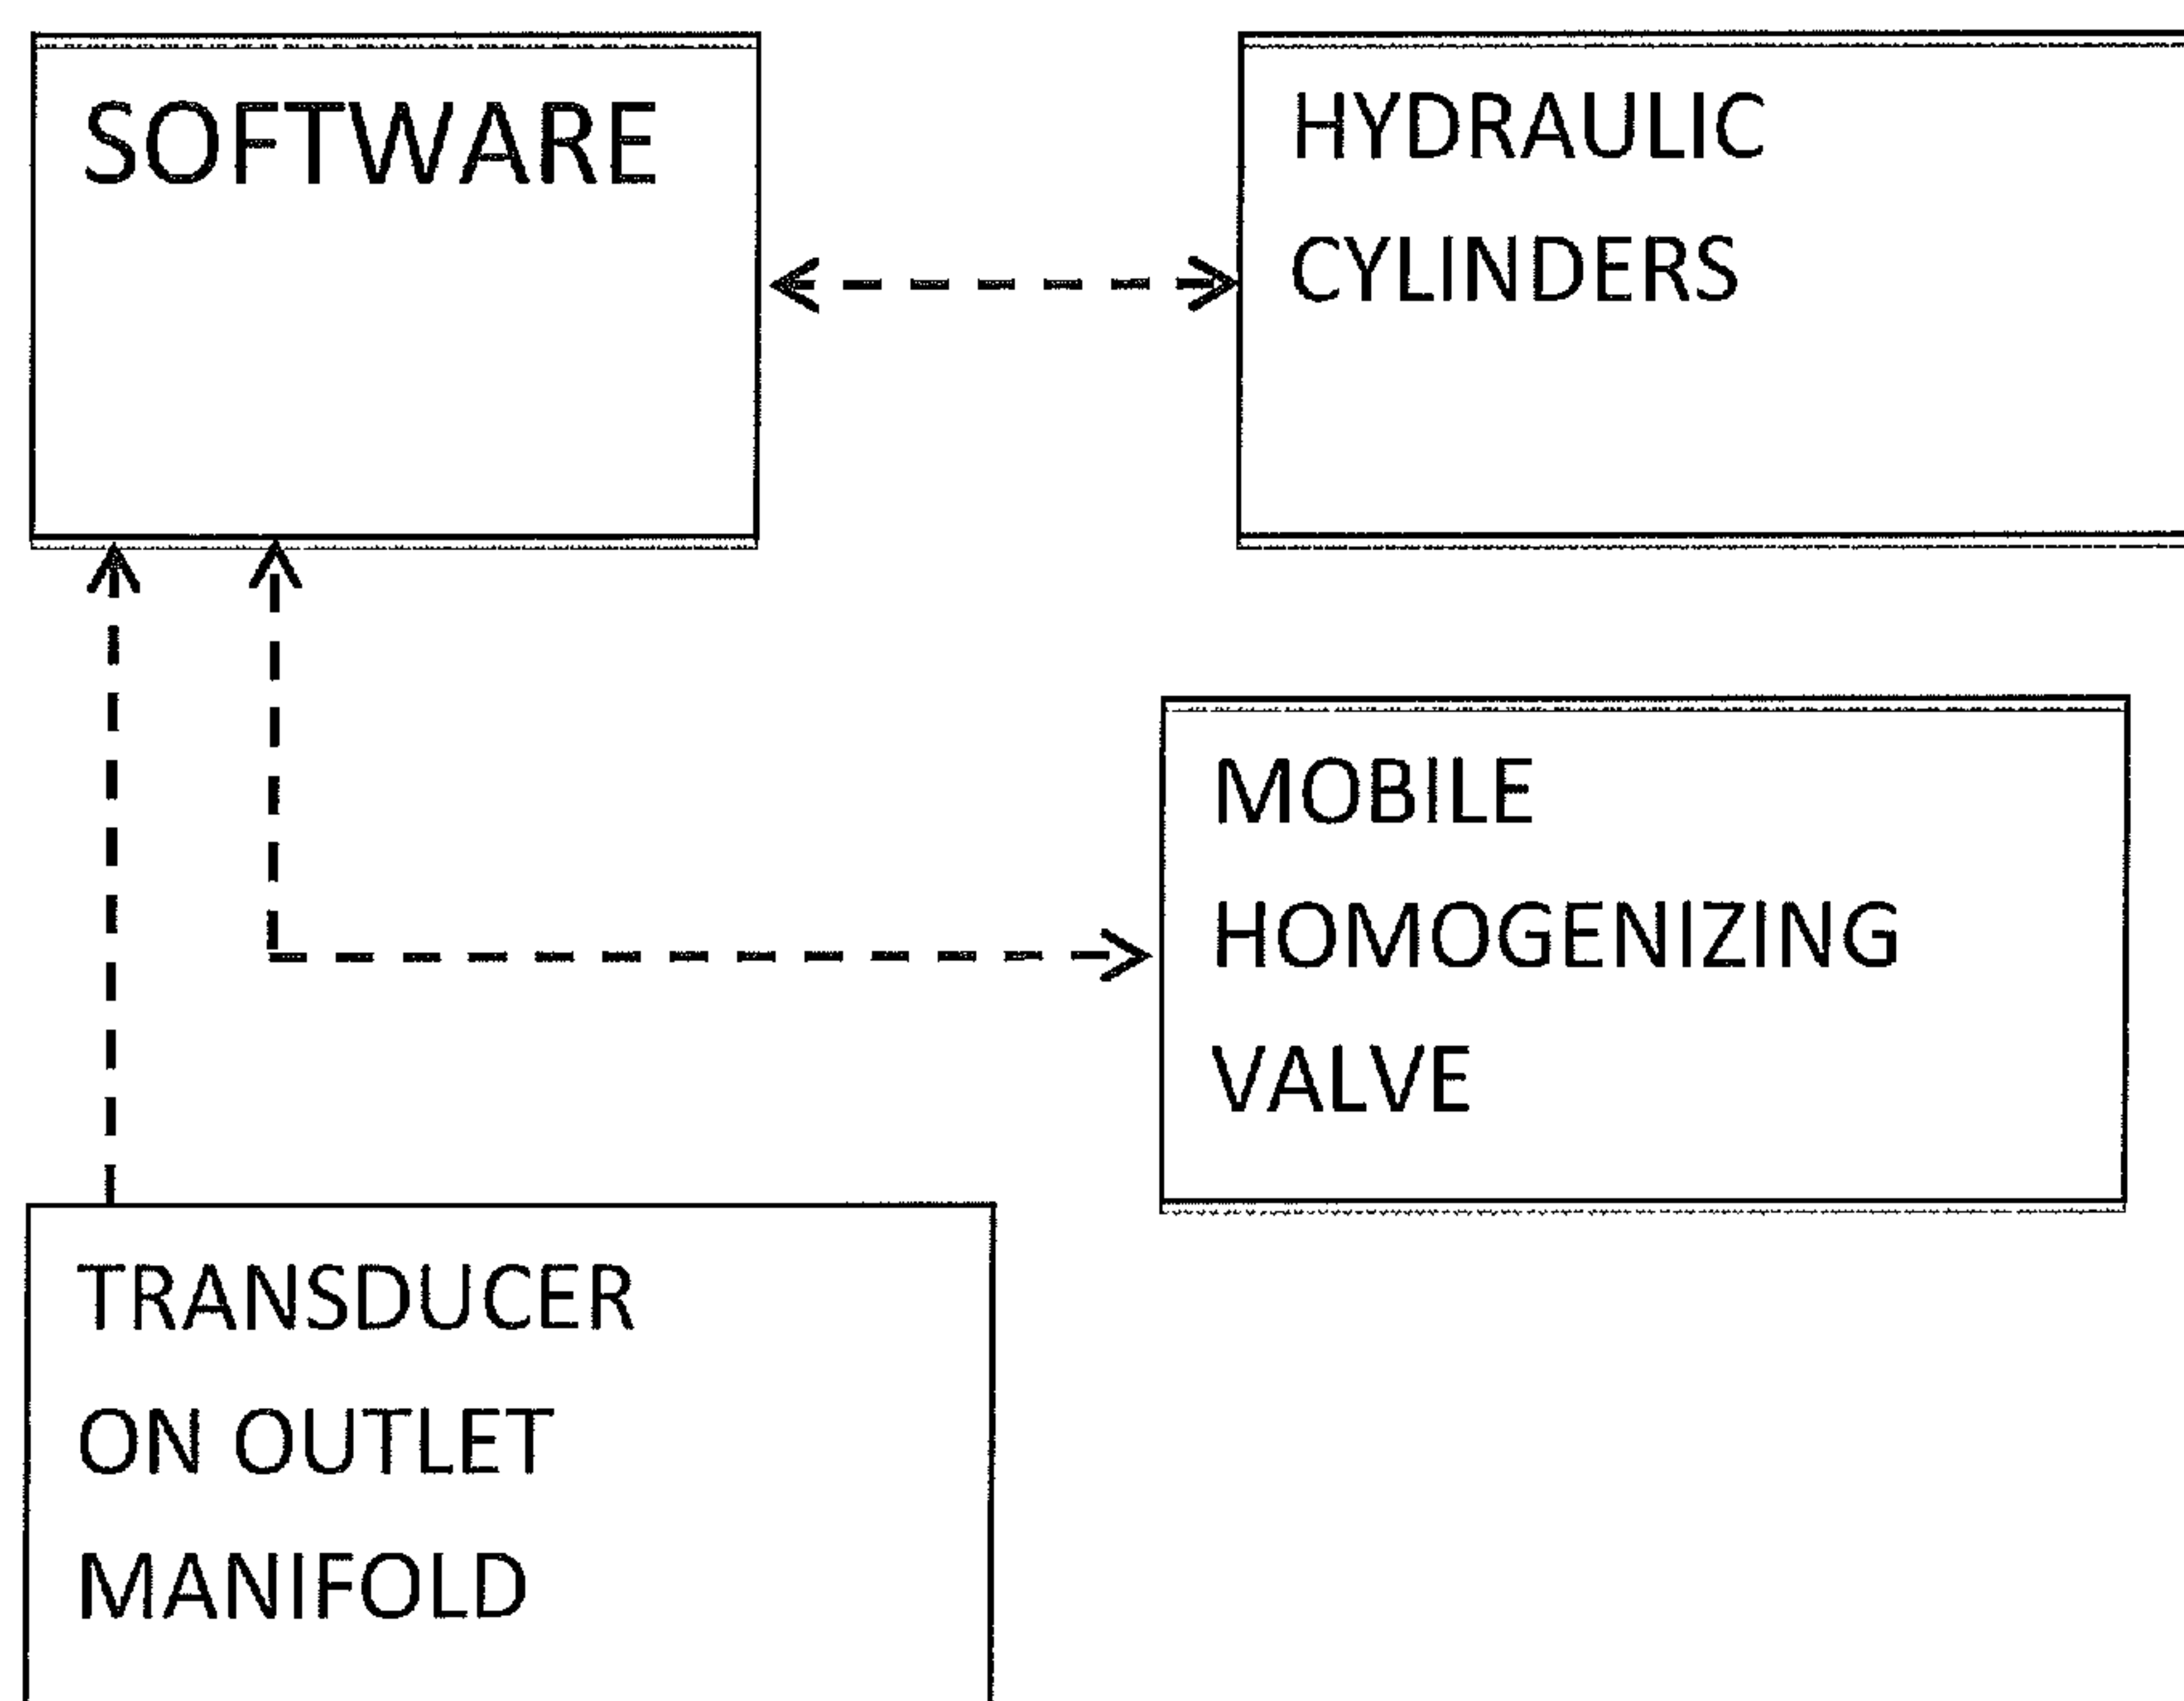 SOFTWARE
HYDRAULIC
CYLINDERS
MOBILE
HOMOGENIZING
VALVE
TRANSDUCER
ON OUTLET
MANIFOLD